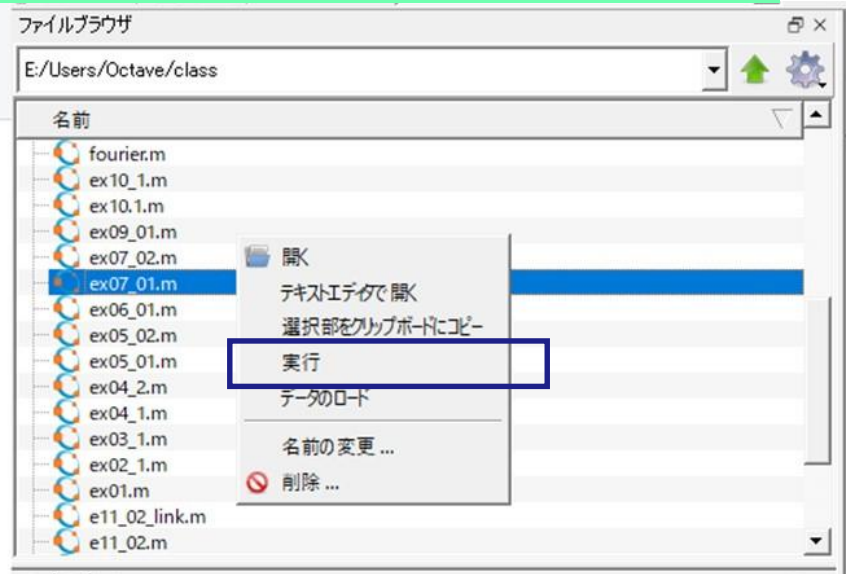 ファイルブラウザ
E:/Users/Octave/class
名前
fourier.m
ex10_1.m
ex10.1.m
ex09_01.m
ex07_02.m
ex07_01.m
ex06_01.m
ex05_02.m
ex05_01.m
ex04_2.m
ex04_1.m
ex03_1.m
ex02_1.m
ex01.m
e11_02_link.m
e11_02.m
開く
テキストエディタで開く
選択部をクリップボードにコピー
実行
データのロード
名前の変更 ...
削除 ...